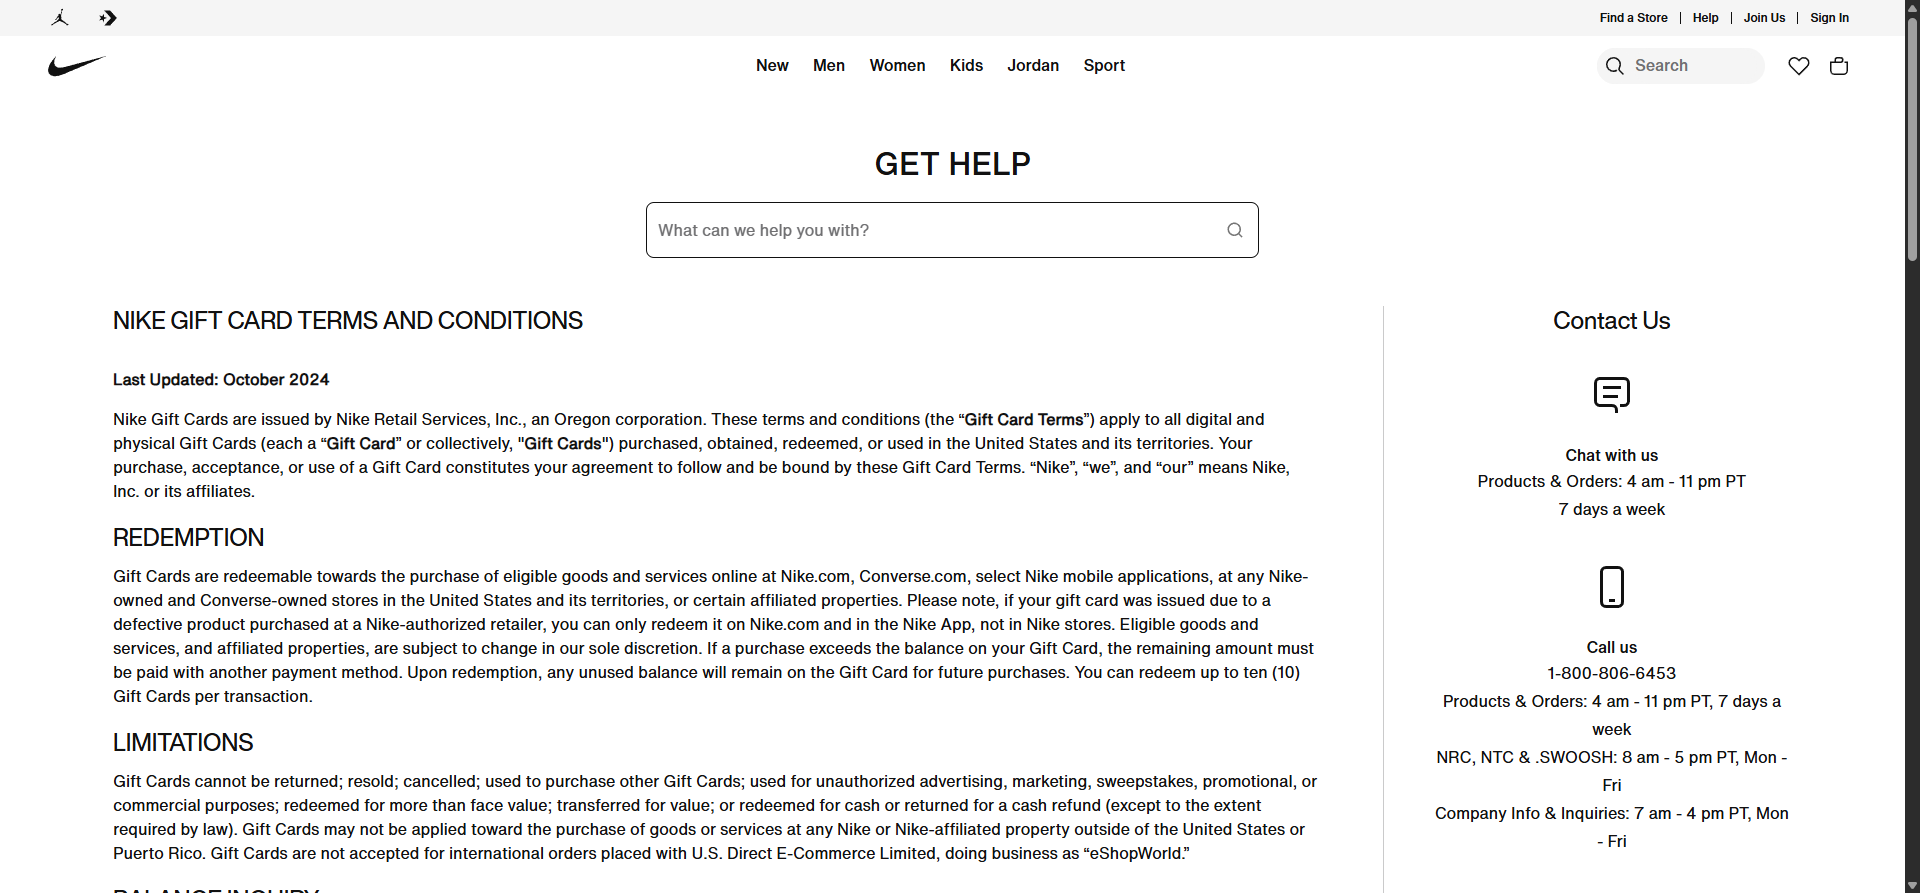 Find a Store
Help
Join Us
Sign In
New
Men
Women
Kids
Jordan
Sport
Search
GET HELP
What can we help you with?
NIKE GIFT CARD TERMS AND CONDITIONS
Last Updated: October 2024
Nike Gift Cards are issued by Nike Retail Services, Inc., an Oregon corporation. These terms and conditions (the “Gift Card Terms”) apply to all digital and
physical Gift Cards (each a “Gift Card” or collectively, "Gift Cards") purchased, obtained, redeemed, or used in the United States and its territories. Your
purchase, acceptance, or use of a Gift Card constitutes your agreement to follow and be bound by these Gift Card Terms. “Nike”, “we”, and “our” means Nike,
Inc. or its affiliates.
REDEMPTION
Gift Cards are redeemable towards the purchase of eligible goods and services online at Nike.com, Converse.com, select Nike mobile applications, at any Nike-
owned and Converse-owned stores in the United States and its territories, or certain affiliated properties. Please note, if your gift card was issued due to a
defective product purchased at a Nike-authorized retailer, you can only redeem it on Nike.com and in the Nike App, not in Nike stores. Eligible goods and
services, and affiliated properties, are subject to change in our sole discretion. If a purchase exceeds the balance on your Gift Card, the remaining amount must
be paid with another payment method. Upon redemption, any unused balance will remain on the Gift Card for future purchases. You can redeem up to ten (10)
Gift Cards per transaction.
LIMITATIONS
Gift Cards cannot be returned; resold; cancelled; used to purchase other Gift Cards; used for unauthorized advertising, marketing, sweepstakes, promotional, or
commercial purposes; redeemed for more than face value; transferred for value; or redeemed for cash or returned for a cash refund (except to the extent
required by law). Gift Cards may not be applied toward the purchase of goods or services at any Nike or Nike-affiliated property outside of the United States or
Puerto Rico. Gift Cards are not accepted for international orders placed with U.S. Direct E-Commerce Limited, doing business as “eShopWorld.”
BALANCE INQUIRY
Contact Us
Chat with us
Products & Orders: 4 am - 11 pm PT
7 days a week
Call us
1-800-806-6453
Products & Orders: 4 am - 11 pm PT, 7 days a
week
NRC, NTC & .SWOOSH: 8 am - 5 pm PT, Mon -
Fri
Company Info & Inquiries: 7 am - 4 pm PT, Mon
- Fri